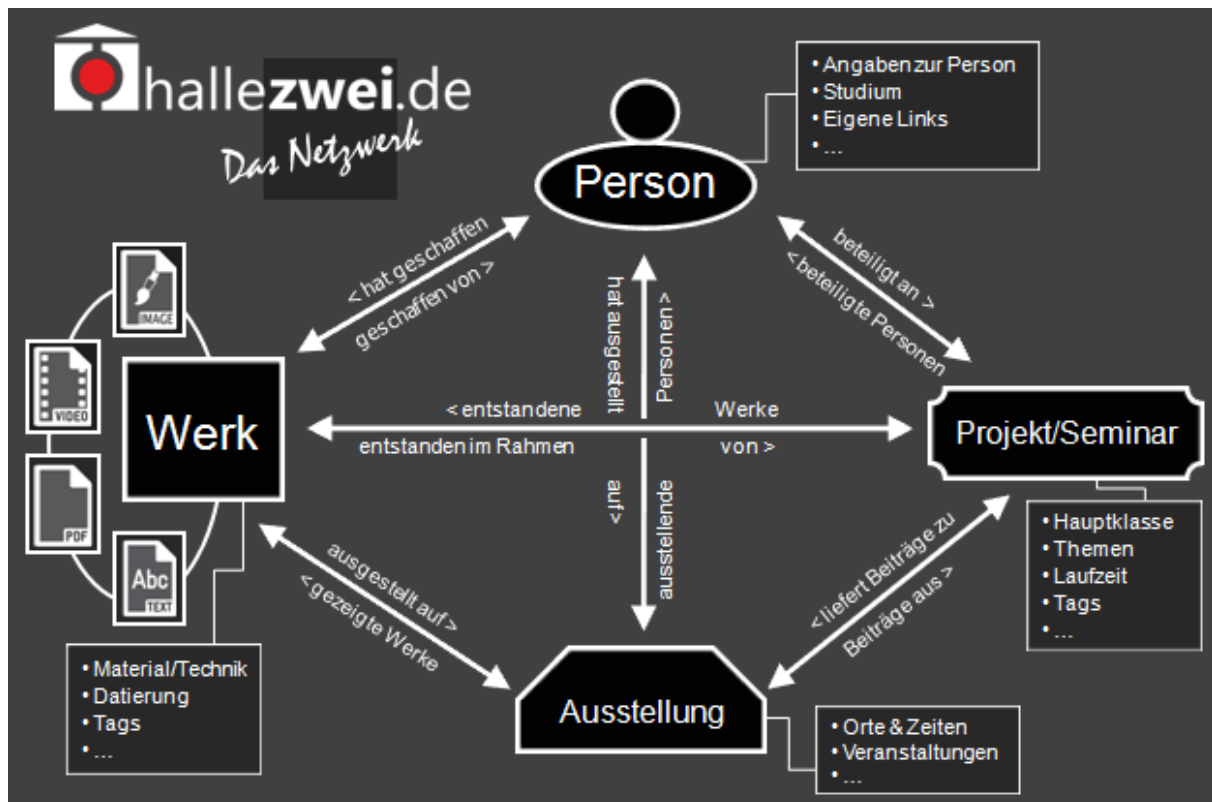 hallezwei.de
Das Netzwerk
• Angaben zur Person
• Studium
• Eigene Links
• ...
Person
< hat geschaffen
geschaffen von >
beteiligt an >
< beteiligte Personen
hat ausgestellt
Personen <
IMAGE
VIDEO
PDF
Abc
TEXT
Werk
< entstandene Werke
entstanden im Rahmen von >
Projekt/Seminar
auf >
ausstellende
ausgestellt auf >
< gezeigte Werke
< liefert Beiträge zu
Beiträge aus >
• Hauptklasse
• Themen
• Laufzeit
• Tags
• ...
• Material/Technik
• Datierung
• Tags
• ...
Ausstellung
• Orte & Zeiten
• Veranstaltungen
• ...